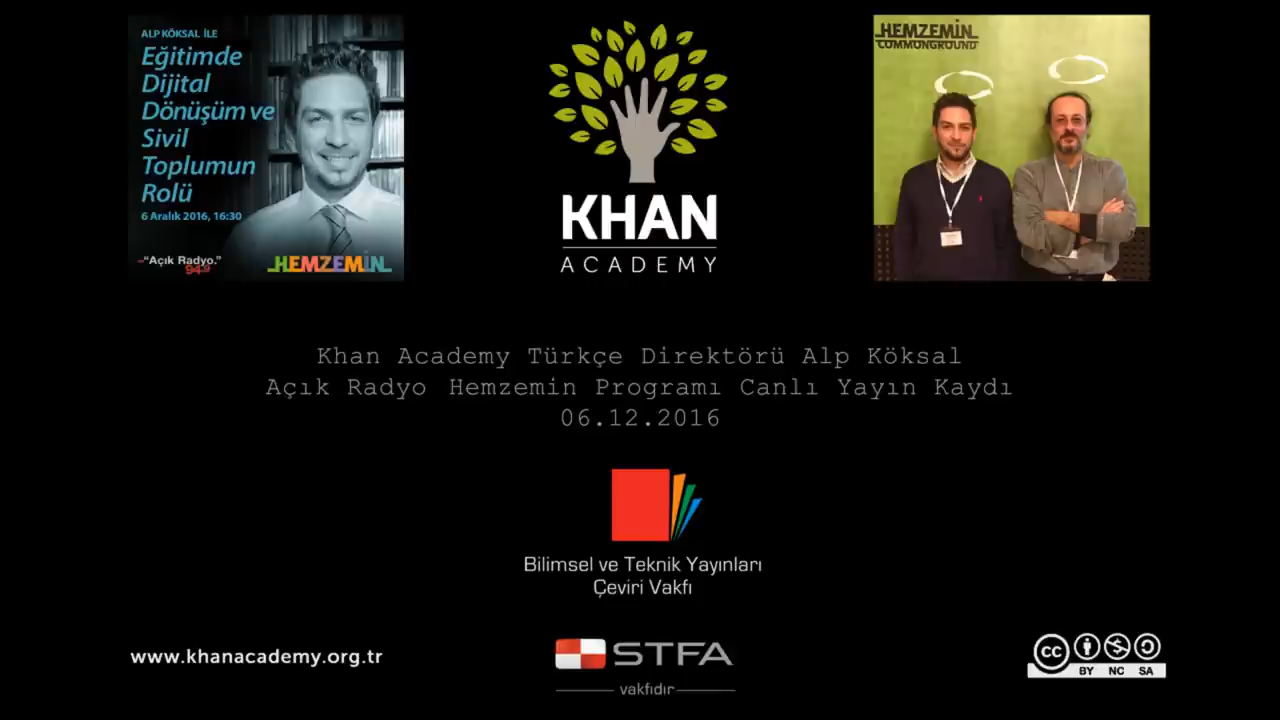 ALP KÖKSAL İLE
Eğitimde
Dijital
Dönüşüm ve
Sivil
Toplumun
Rolü
6 Aralık 2016, 16:30
"Açık Radyo."
94.9
HEMZEMİN
KHAN
ACADEMY
HEMZEMİN
COMMONGROUND
Khan Academy Türkçe Direktörü Alp Köksal
Açık Radyo Hemzemin Programı Canlı Yayın Kaydı
06.12.2016
Bilimsel ve Teknik Yayınları
Çeviri Vakfı
www.khanacademy.org.tr
STFA
vakfıdır
cc
BY NC SA